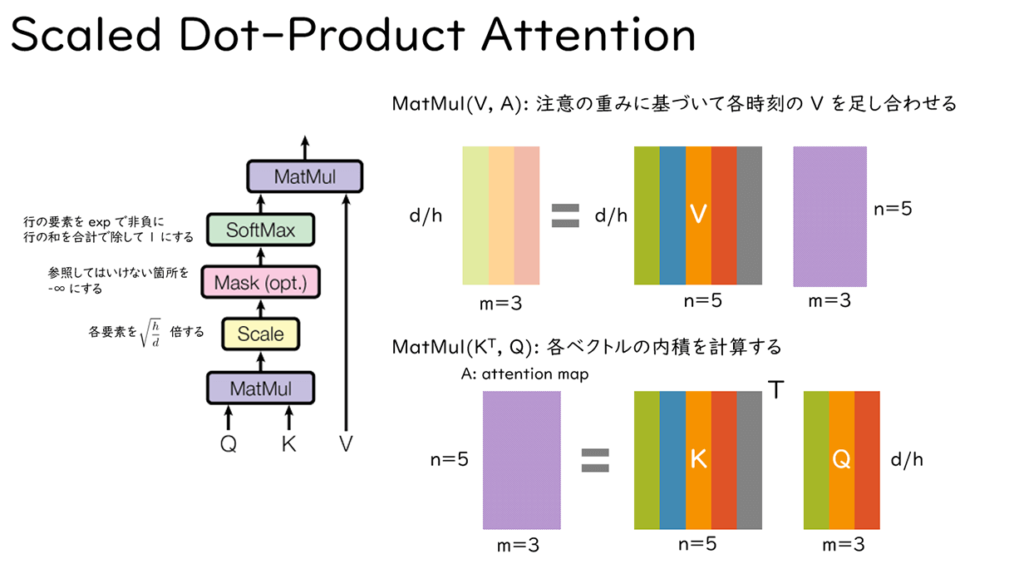 Scaled Dot-Product Attention
MatMul(V, A): 注意の重みに基づいて各時刻の V を足し合わせる
MatMul
SoftMax
Mask (opt.)
Scale
MatMul
Q
K
V
行の要素を exp で非負に
行の和を合計で除して 1 にする
参照してはいけない箇所を
-∞ にする
各要素を √(h/d) 倍する
d/h
m=3
=
d/h
V
n=5
n=5
m=3
MatMul(Kᵀ, Q): 各ベクトルの内積を計算する
A: attention map
n=5
m=3
=
K
T
n=5
Q
d/h
m=3